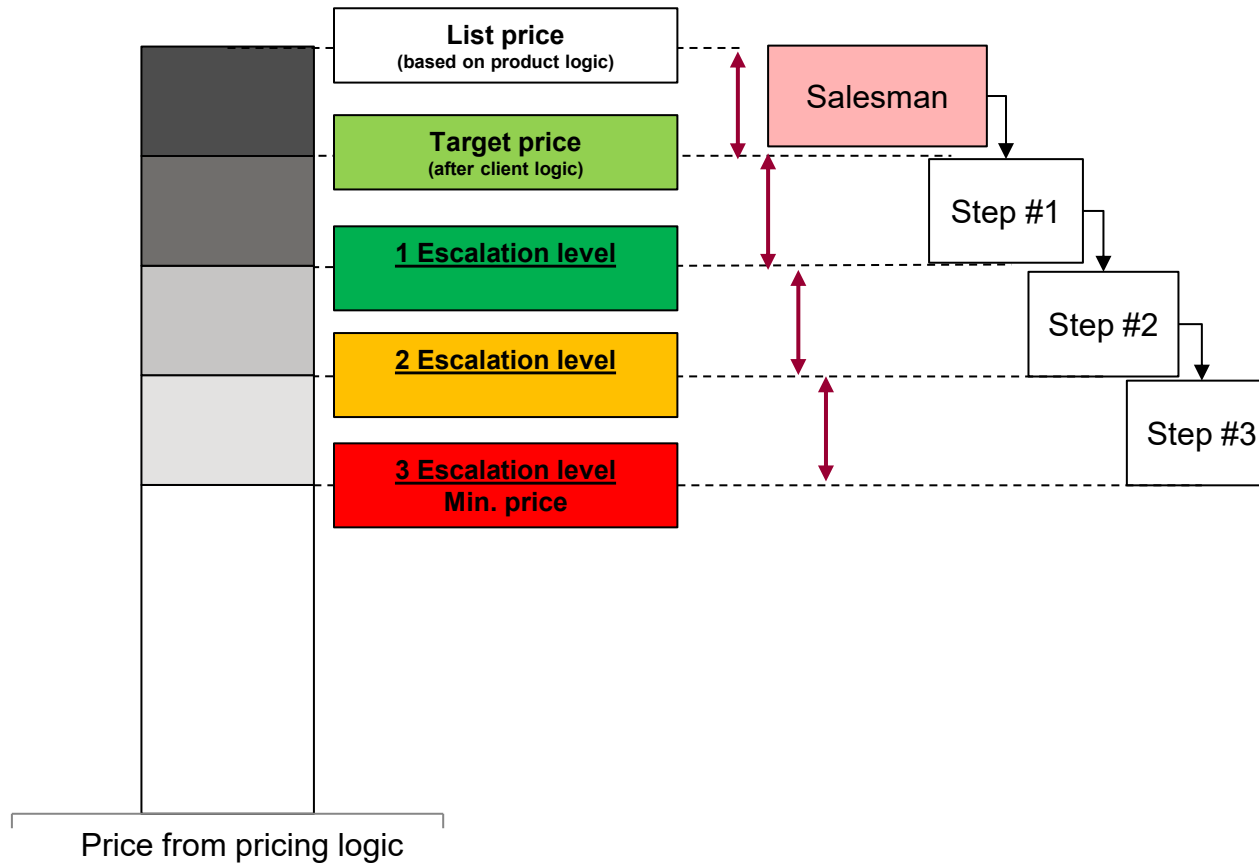 List price
(based on product logic)
Salesman
Target price
(after client logic)
Step #1
1 Escalation level
Step #2
2 Escalation level
Step #3
3 Escalation level
Min. price
Price from pricing logic